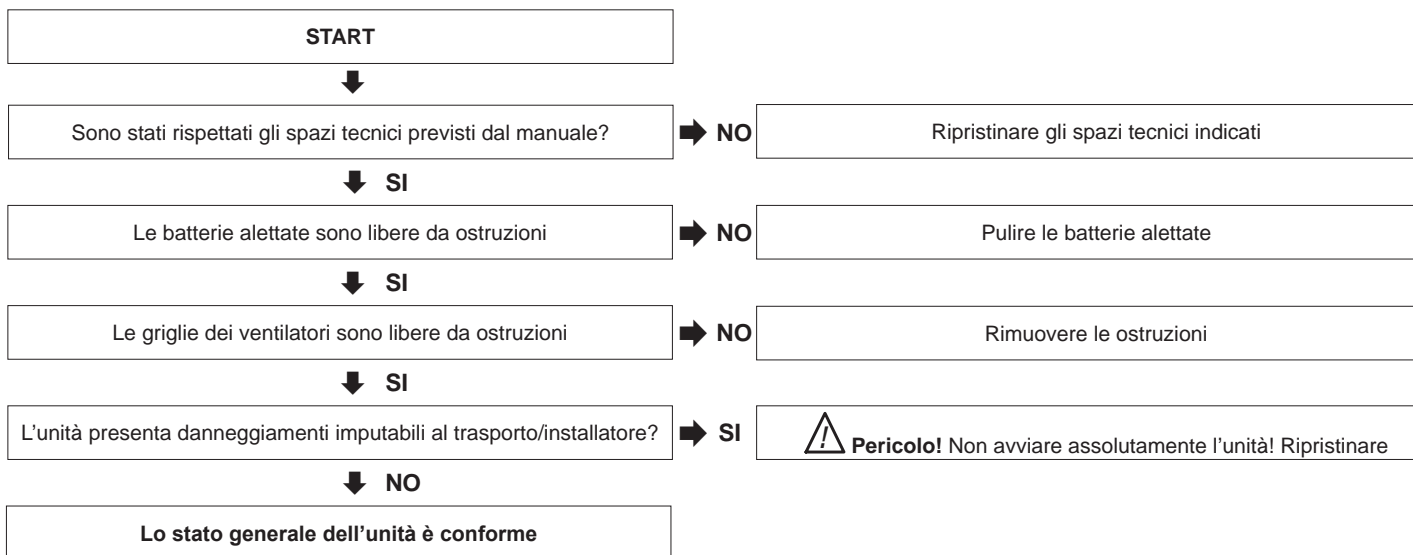 START
Sono stati rispettati gli spazi tecnici previsti dal manuale?
NO
Ripristinare gli spazi tecnici indicati
SI
Le batterie alettate sono libere da ostruzioni
NO
Pulire le batterie alettate
SI
Le griglie dei ventilatori sono libere da ostruzioni
NO
Rimuovere le ostruzioni
SI
L'unità presenta danneggiamenti imputabili al trasporto/installatore?
SI
Pericolo! Non avviare assolutamente l'unità! Ripristinare
NO
Lo stato generale dell'unità è conforme